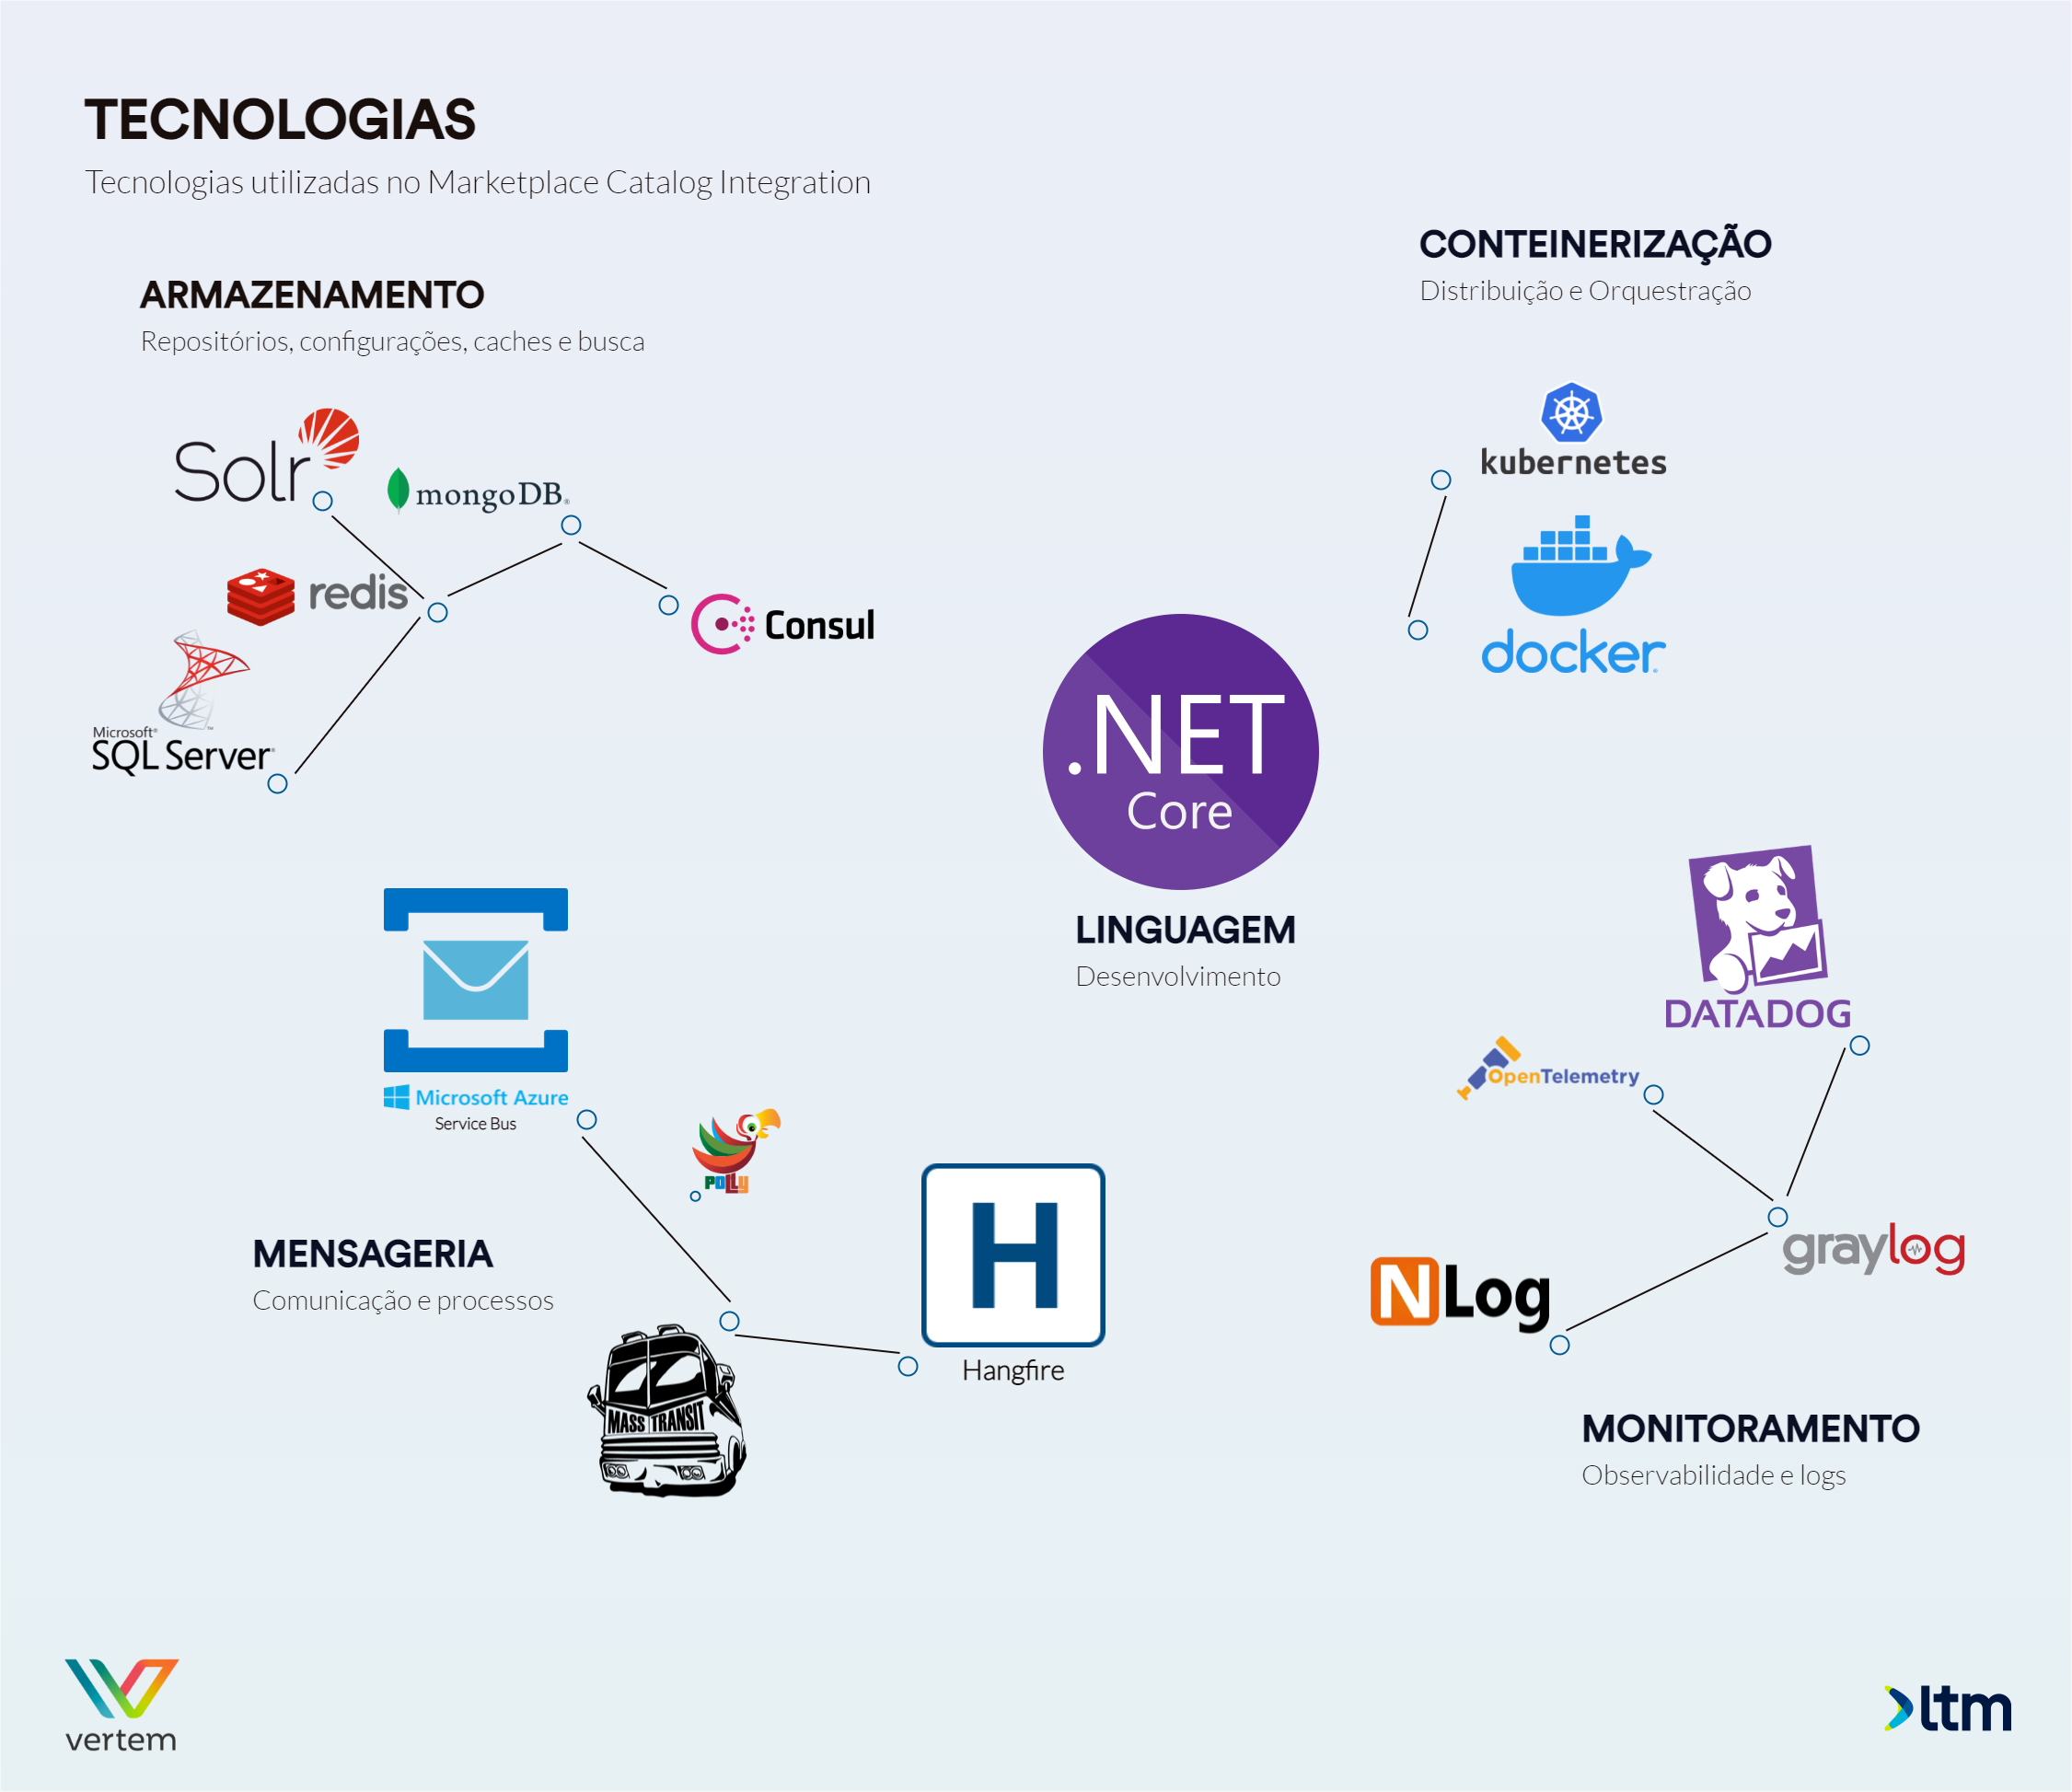 TECNOLOGIAS
Tecnologias utilizadas no Marketplace Catalog Integration
ARMAZENAMENTO
Repositórios, configurações, caches e busca
Solr
mongoDB®
redis
Consul
Microsoft®
SQL Server®
CONTEINERIZAÇÃO
Distribuição e Orquestração
kubernetes
docker
.NET
Core
LINGUAGEM
Desenvolvimento
Microsoft Azure
Service Bus
POLLY
MENSAGERIA
Comunicação e processos
MASS TRANSIT
H
Hangfire
DATADOG
OpenTelemetry
graylog
NLog
MONITORAMENTO
Observabilidade e logs
vertem
ltm